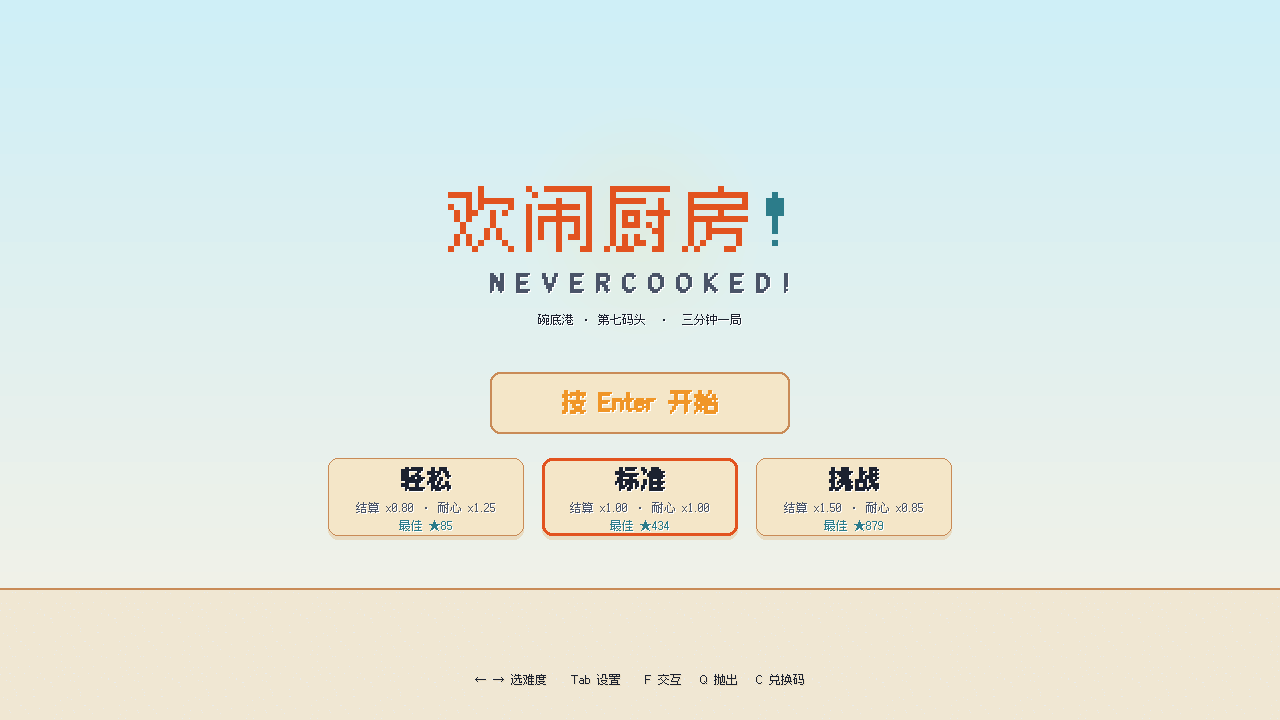 欢闹厨房!
NEVERCOOKED!
碗底港 · 第七码头 · 三分钟一局
按 Enter 开始
轻松
结算 x0.80 · 耐心 x1.25
最佳 ★85
标准
结算 x1.00 · 耐心 x1.00
最佳 ★434
挑战
结算 x1.50 · 耐心 x0.85
最佳 ★879
← → 选难度 Tab 设置 F 交互 Q 抛出 C 兑换码